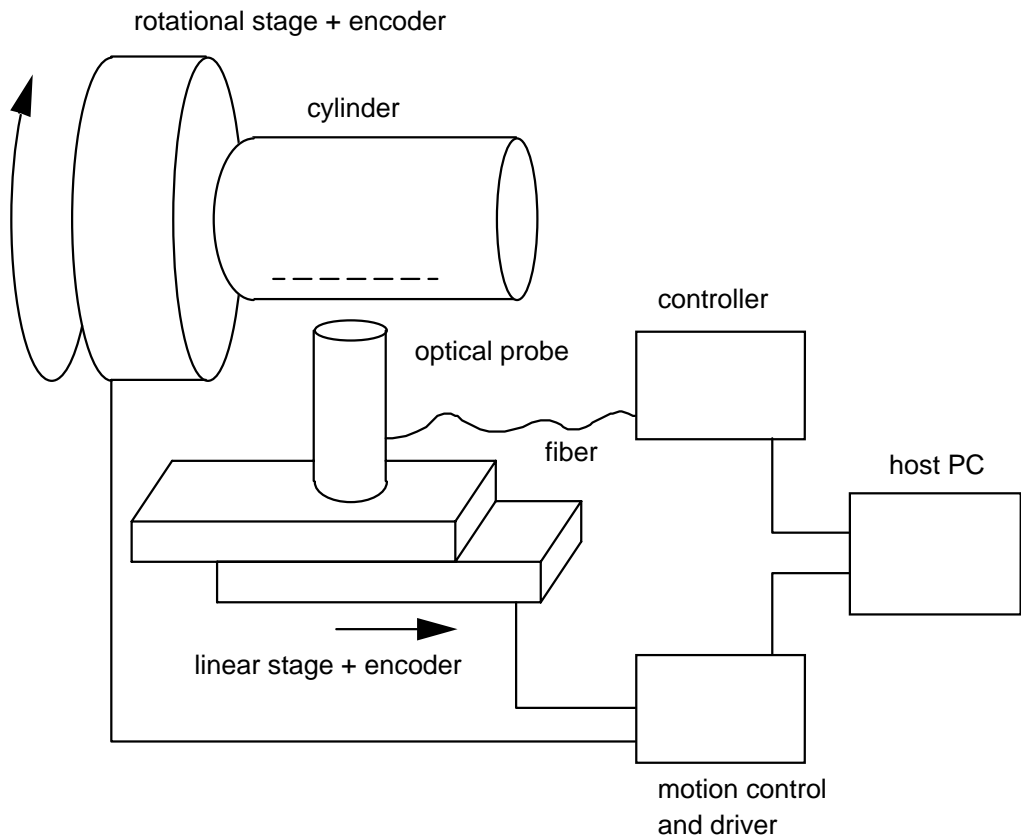 rotational stage + encoder
cylinder
controller
optical probe
fiber
host PC
linear stage + encoder
motion control
and driver